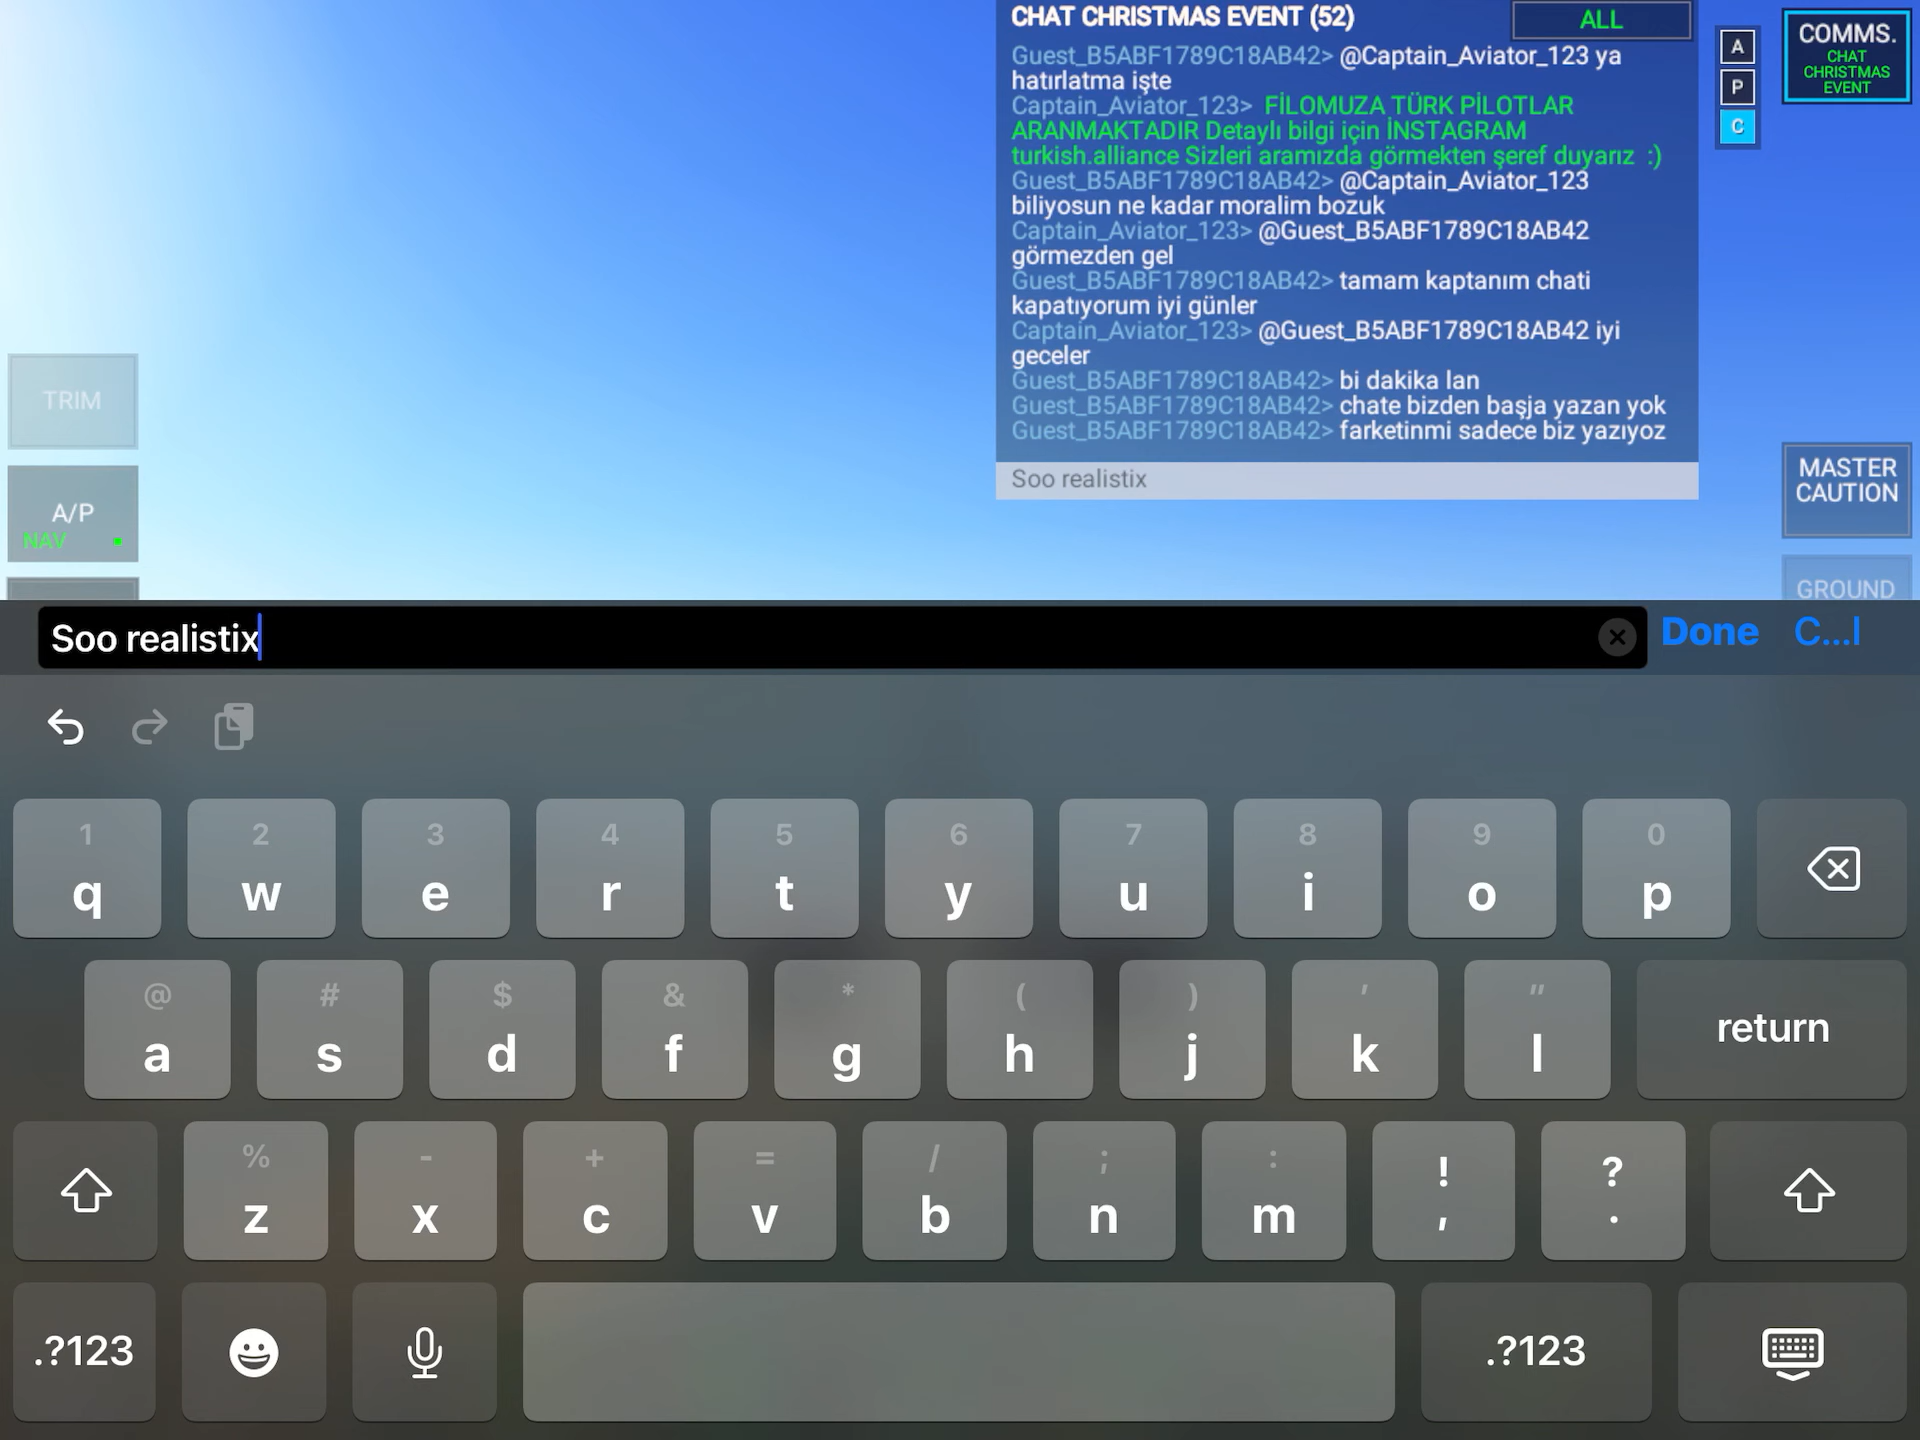 CHAT CHRISTMAS EVENT (52)
ALL
Guest_B5ABF1789C18AB42> @Captain_Aviator_123 ya
hatırlatma işte
Captain_Aviator_123> FİLOMUZA TÜRK PİLOTLAR
ARANMAKTADIR Detaylı bilgi için İNSTAGRAM
turkish.alliance Sizleri aramızda görmekten şeref duyarız :)
Guest_B5ABF1789C18AB42> @Captain_Aviator_123
biliyosun ne kadar moralim bozuk
Captain_Aviator_123> @Guest_B5ABF1789C18AB42
görmezden gel
Guest_B5ABF1789C18AB42> tamam kaptanım chati
kapatıyorum iyi günler
Captain_Aviator_123> @Guest_B5ABF1789C18AB42 iyi
geceler
Guest_B5ABF1789C18AB42> bi dakika lan
Guest_B5ABF1789C18AB42> chate bizden başja yazan yok
Guest_B5ABF1789C18AB42> farketinmi sadece biz yazıyoz
Soo realistix
A
P
C
COMMS.
CHAT
CHRISTMAS
EVENT
TRIM
A/P
NAV
MASTER
CAUTION
GROUND
Soo realistix
Done
C...l
1 2 3 4 5 6 7 8 9 0
q w e r t y u i o p
@ # $ & * ( ) ' "
a s d f g h j k l
return
% - + = / ; : ! ?
z x c v b n m , .
.?123
.?123